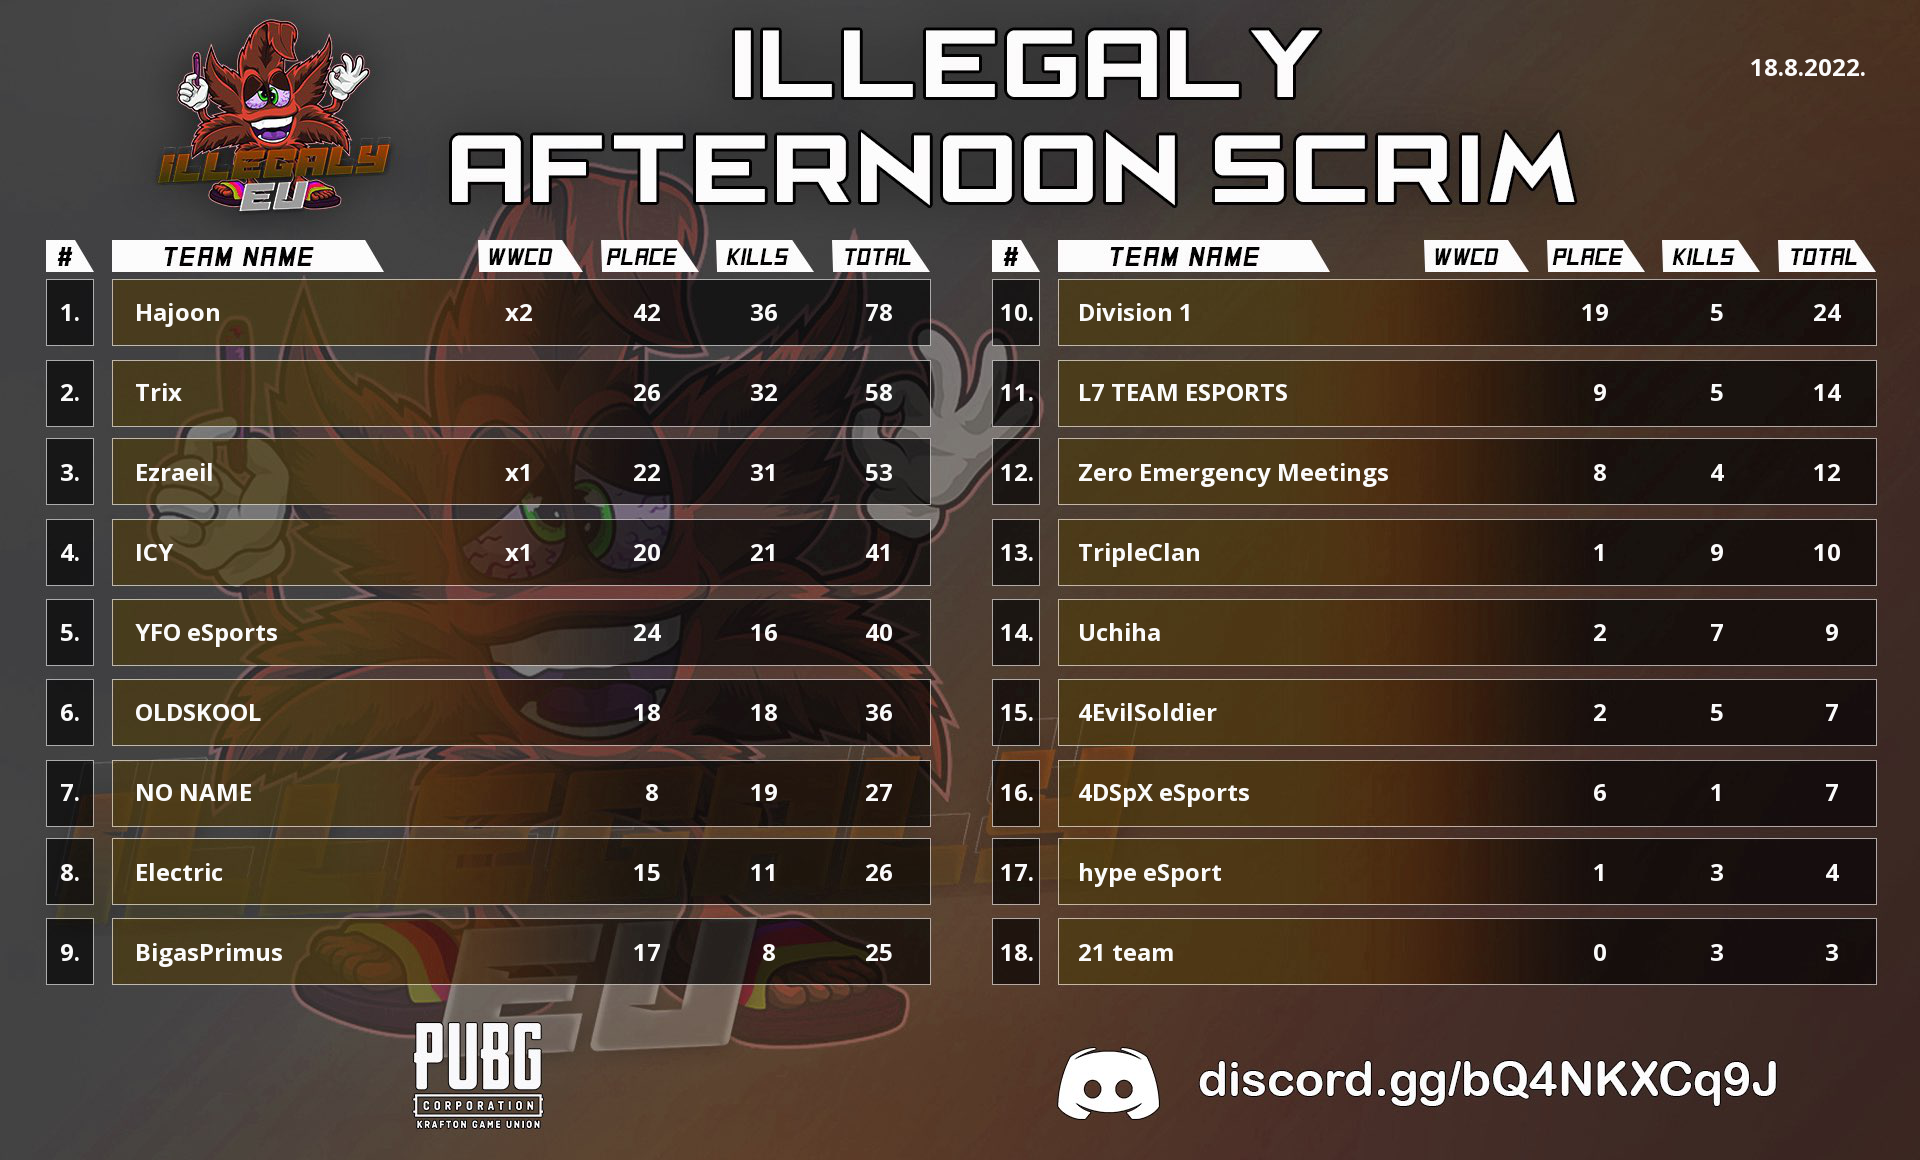 ILLEGALY
AFTERNOON SCRIM
18.8.2022.
ILLEGALY
EU
# TEAM NAME WWCD PLACE KILLS TOTAL
1. Hajoon x2 42 36 78
2. Trix 26 32 58
3. Ezraeil x1 22 31 53
4. ICY x1 20 21 41
5. YFO eSports 24 16 40
6. OLDSKOOL 18 18 36
7. NO NAME 8 19 27
8. Electric 15 11 26
9. BigasPrimus 17 8 25
# TEAM NAME WWCD PLACE KILLS TOTAL
10. Division 1 19 5 24
11. L7 TEAM ESPORTS 9 5 14
12. Zero Emergency Meetings 8 4 12
13. TripleClan 1 9 10
14. Uchiha 2 7 9
15. 4EvilSoldier 2 5 7
16. 4DSpX eSports 6 1 7
17. hype eSport 1 3 4
18. 21 team 0 3 3
ILLEGALY
EU
PUBG
CORPORATION
KRAFTON GAME UNION
discord.gg/bQ4NKXCq9J